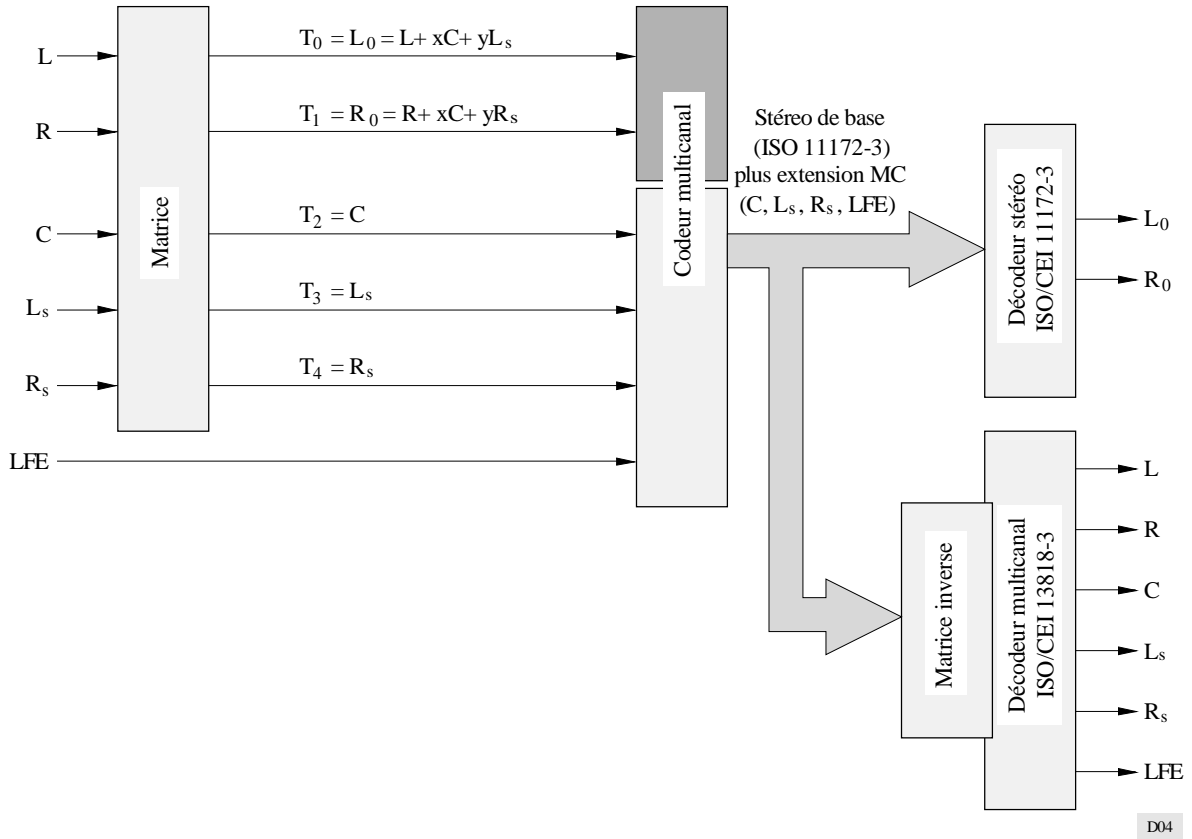 L
R
C
Ls
Rs
LFE
Matrice
T0 = L0 = L+ xC+ yLs
T1 = R0 = R+ xC+ yRs
T2 = C
T3 = Ls
T4 = Rs
Codeur multicanal
Stéreo de base
(ISO 11172-3)
plus extension MC
(C, Ls, Rs, LFE)
Décodeur stéréo
ISO/CEI 11172-3
L0
R0
Matrice inverse
Décodeur multicanal
ISO/CEI 13818-3
L
R
C
Ls
Rs
LFE
D04